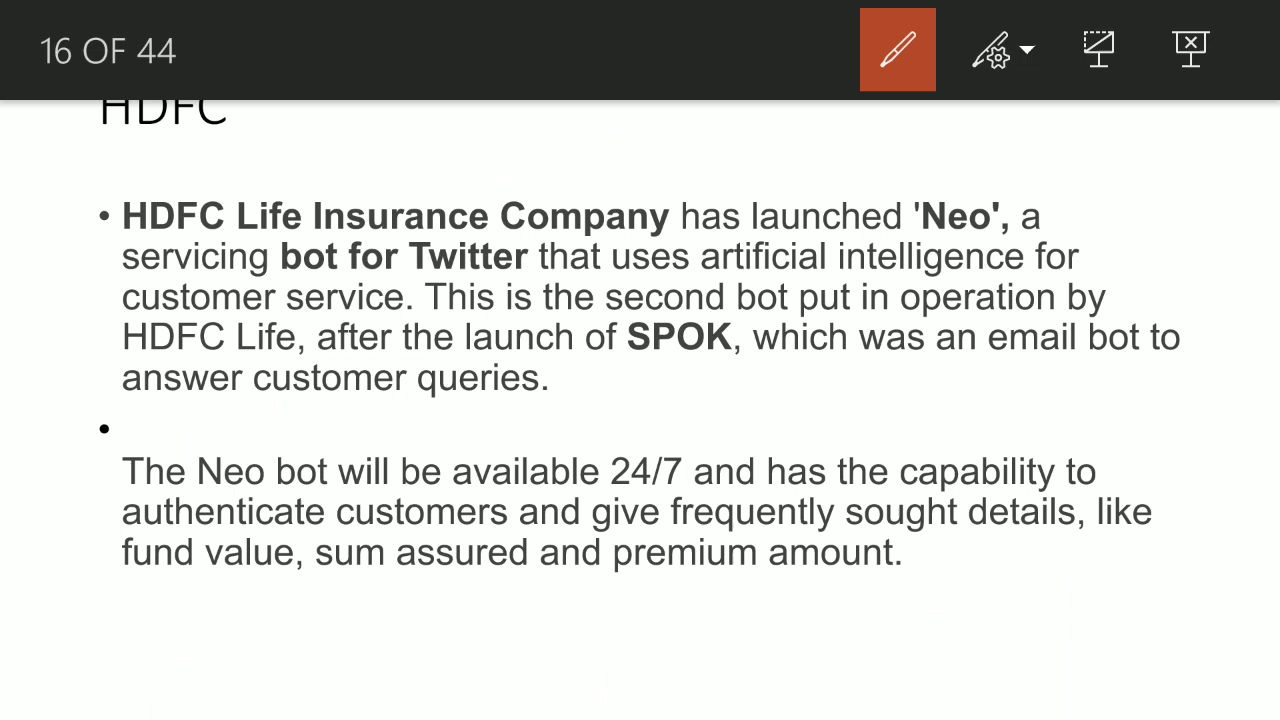 16 OF 44
HDFC
• HDFC Life Insurance Company has launched 'Neo', a
servicing bot for Twitter that uses artificial intelligence for
customer service. This is the second bot put in operation by
HDFC Life, after the launch of SPOK, which was an email bot to
answer customer queries.
•
The Neo bot will be available 24/7 and has the capability to
authenticate customers and give frequently sought details, like
fund value, sum assured and premium amount.